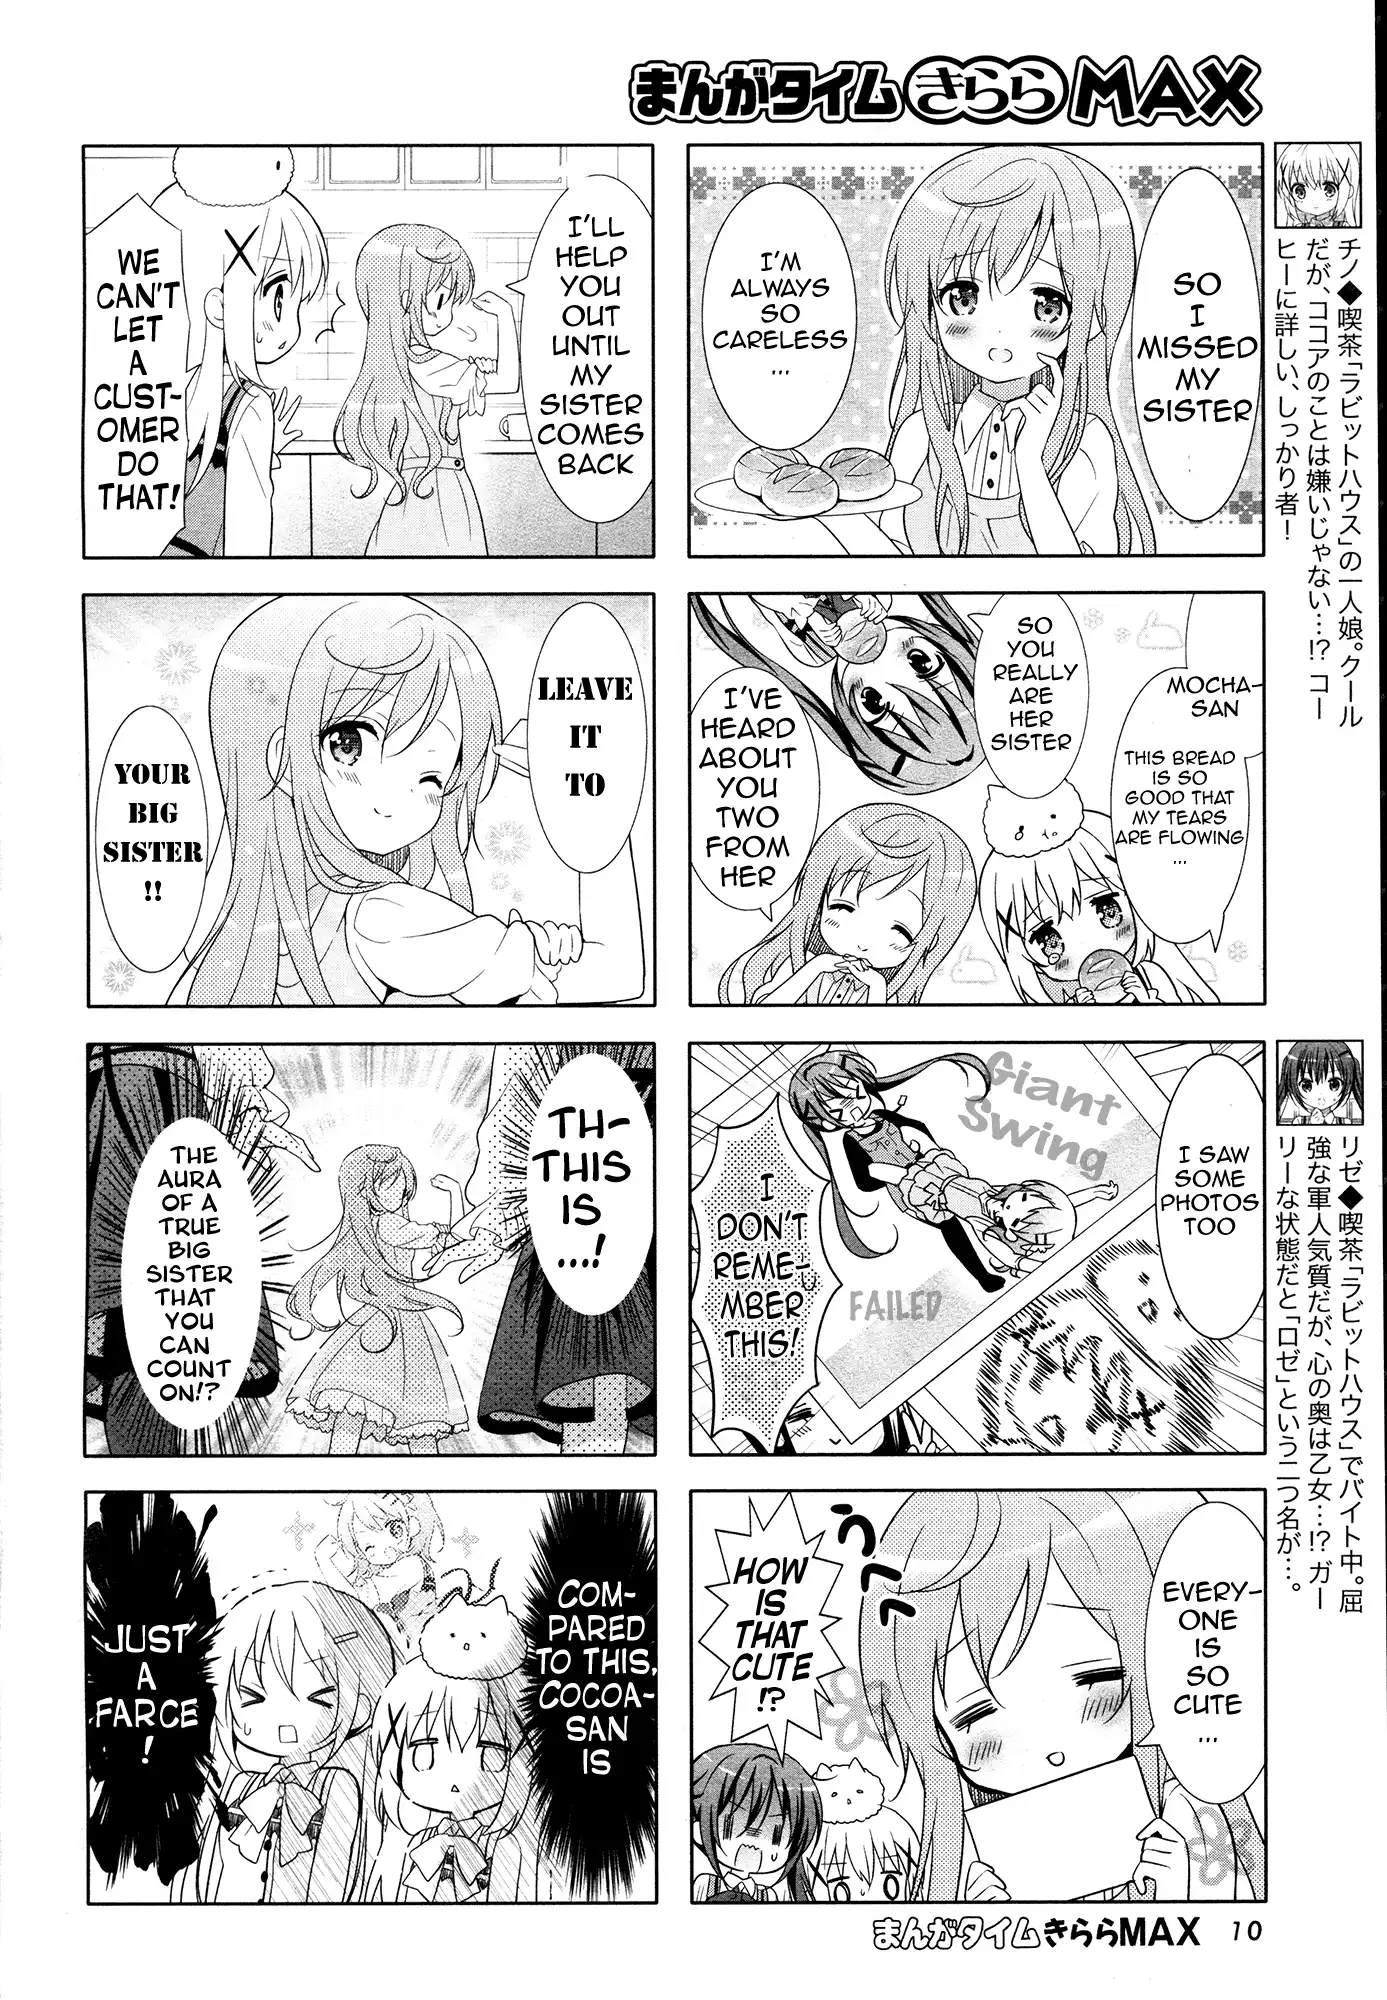 まんがタイムきららMAX
チノ◆喫茶「ラビットハウス」の一人娘。クール
だが、ココアのことは嫌いじゃない…!? コー
ヒーに詳しい、しっかり者！
SO
I
MISSED
MY
SISTER
I'M
ALWAYS
SO
CARELESS
...
MOCHA-
SAN
THIS BREAD
IS SO
GOOD THAT
MY TEARS
ARE FLOWING
...
SO
YOU
REALLY
ARE
HER
SISTER
I'VE
HEARD
ABOUT
YOU
TWO
FROM
HER
リゼ◆喫茶「ラビットハウス」でバイト中。屈
強な軍人気質だが、心の奥は乙女…!? ガー
リーな状態だと「ロゼ」という二つ名が…。
I SAW
SOME
PHOTOS
TOO
Giant
Swing
FAILED
I
DON'T
REME-
MBER
THIS!
EVERY-
ONE IS
SO
CUTE
...
うっうっ
HOW
IS
THAT
CUTE
!?
I'LL
HELP
YOU
OUT
UNTIL
MY
SISTER
COMES
BACK
WE
CAN'T
LET
A
CUST-
OMER
DO
THAT!
LEAVE
IT
TO
YOUR
BIG
SISTER
!!
TH-
THIS
IS
....!
THE
AURA
OF A
TRUE
BIG
SISTER
THAT
YOU
CAN
COUNT
ON!?
COM-
PARED
TO THIS,
COCOA-
SAN
IS
JUST
A
FARCE
!
まんがタイムきららMAX 10